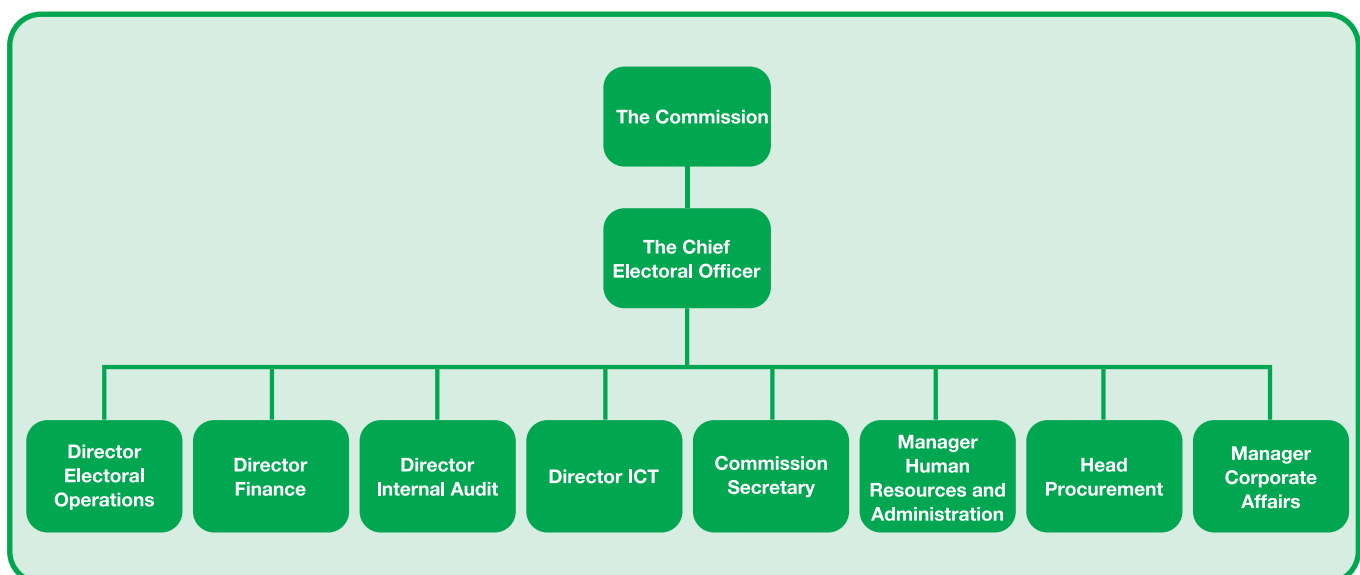 The Commission
The Chief
Electoral Officer
Director
Electoral
Operations
Director
Finance
Director
Internal Audit
Director ICT
Commission
Secretary
Manager
Human
Resources and
Administration
Head
Procurement
Manager
Corporate
Affairs